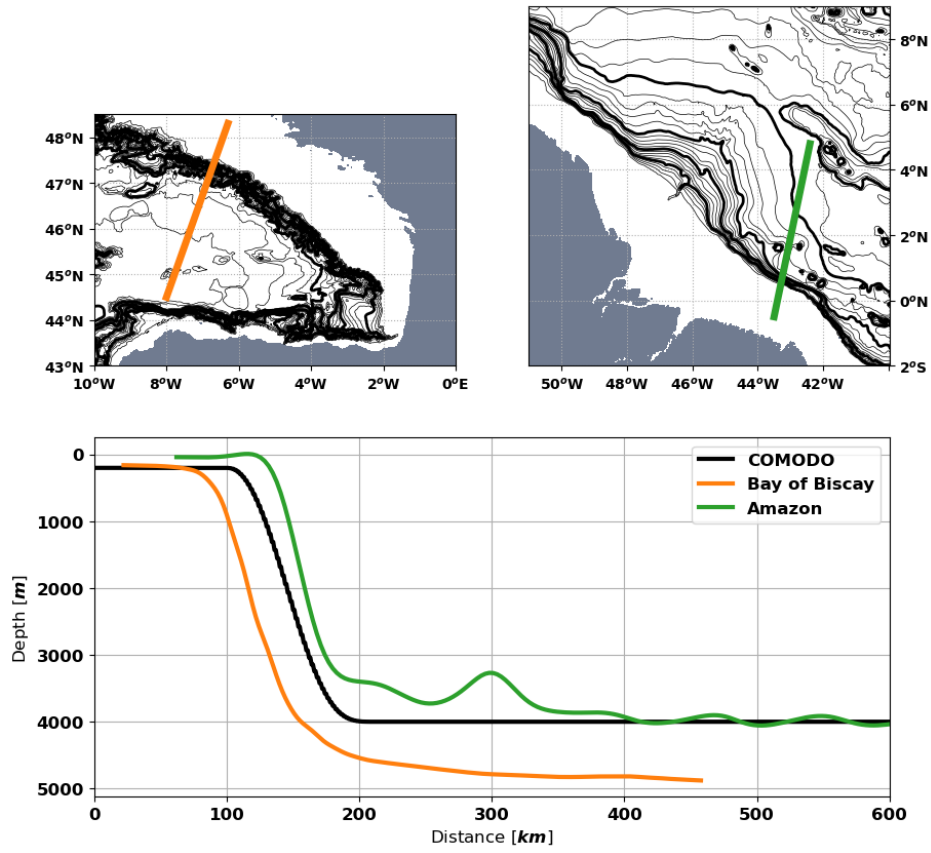 48°N
47°N
46°N
45°N
44°N
43°N
10°W 8°W 6°W 4°W 2°W 0°E
8°N
6°N
4°N
2°N
0°N
2°S
50°W 48°W 46°W 44°W 42°W
COMODO
Bay of Biscay
Amazon
Depth [m]
0
1000
2000
3000
4000
5000
0 100 200 300 400 500 600
Distance [km]